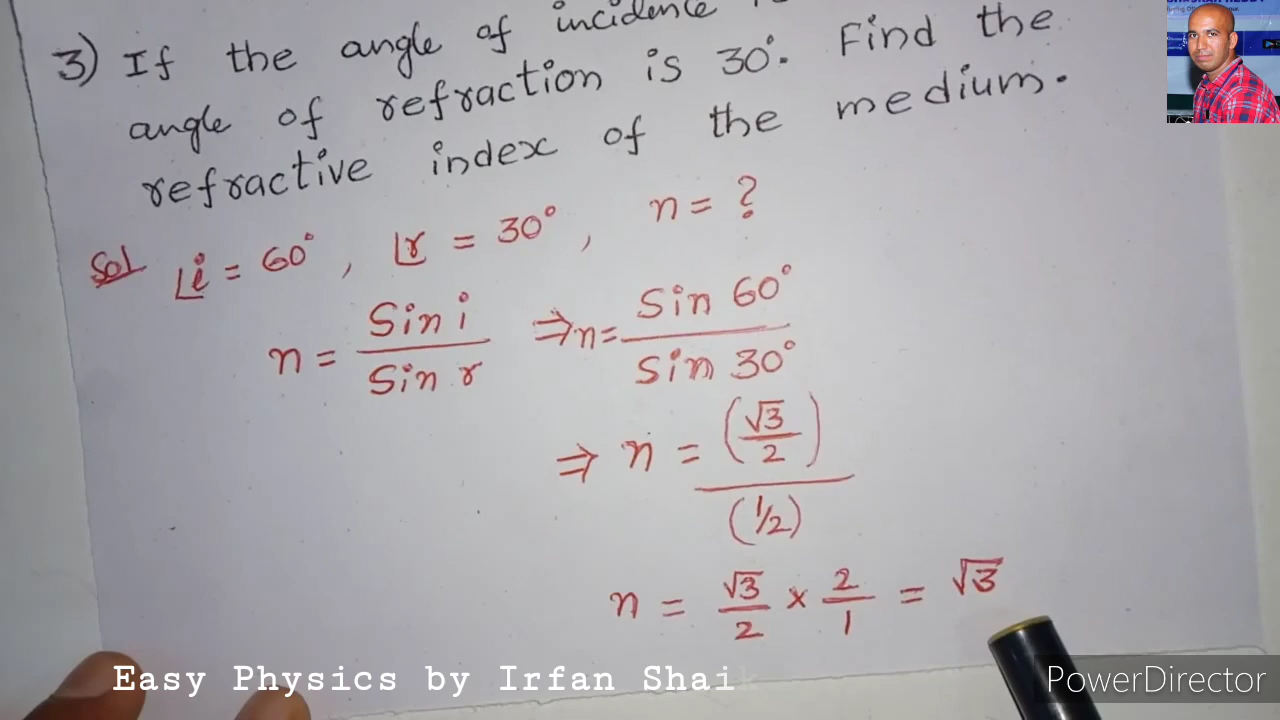 3) If the angle of incidence
angle of refraction is 30°. Find the
refractive index of the medium.
Sol ∠i = 60°, ∠r = 30°, n = ?
n = Sin i / Sin r ⇒ n = Sin 60° / Sin 30°
⇒ n = (√3/2) / (1/2)
n = √3/2 × 2/1 = √3
Easy Physics by Irfan Shaik
PowerDirector